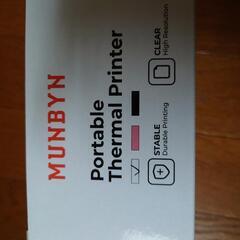 MUNBYN
Portable
Thermal Printer
STABLE
Durable Printing
CLEAR
High Resolution